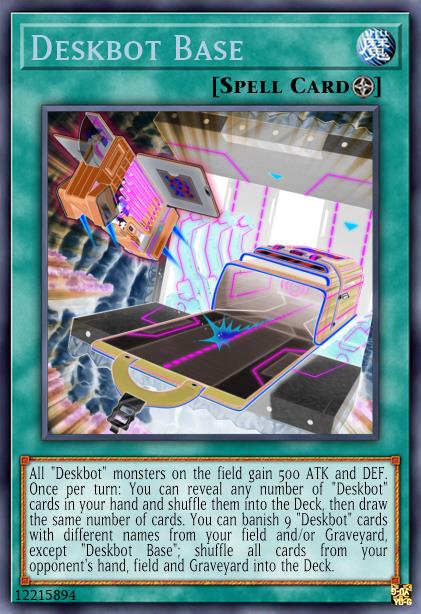 Deskbot Base
魔
[Spell Card]
All "Deskbot" monsters on the field gain 500 ATK and DEF.
Once per turn: You can reveal any number of "Deskbot"
cards in your hand and shuffle them into the Deck, then draw
the same number of cards. You can banish 9 "Deskbot" cards
with different names from your field and/or Graveyard,
except "Deskbot Base"; shuffle all cards from your
opponent's hand, field and Graveyard into the Deck.
12215894